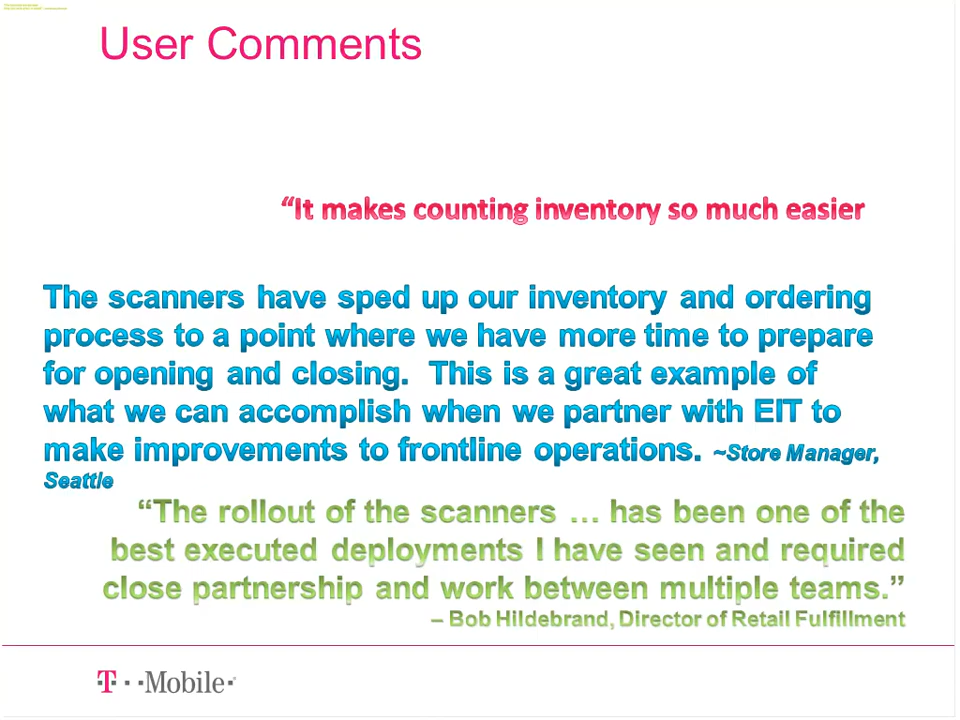 User Comments
“It makes counting inventory so much easier
The scanners have sped up our inventory and ordering
process to a point where we have more time to prepare
for opening and closing.  This is a great example of
what we can accomplish when we partner with EIT to
make improvements to frontline operations. ~Store Manager,
Seattle
“The rollout of the scanners … has been one of the
best executed deployments I have seen and required
close partnership and work between multiple teams.”
– Bob Hildebrand, Director of Retail Fulfillment
T··Mobile·